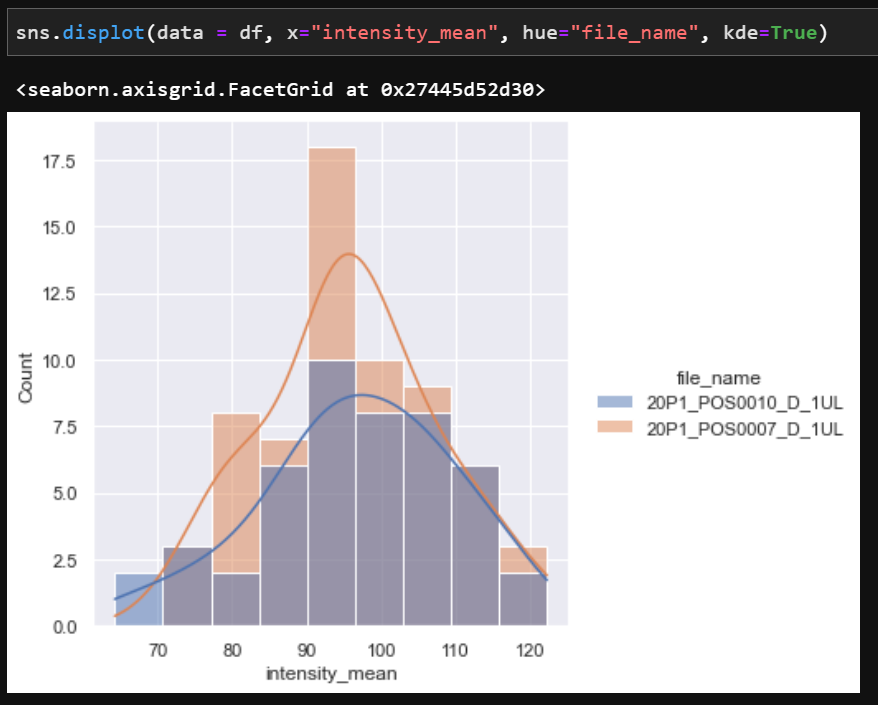 sns.displot(data = df, x="intensity_mean", hue="file_name", kde=True)
<seaborn.axisgrid.FacetGrid at 0x27445d52d30>
17.5
15.0
12.5
10.0
7.5
5.0
2.5
0.0
Count
70 80 90 100 110 120
intensity_mean
file_name
20P1_POS0010_D_1UL
20P1_POS0007_D_1UL